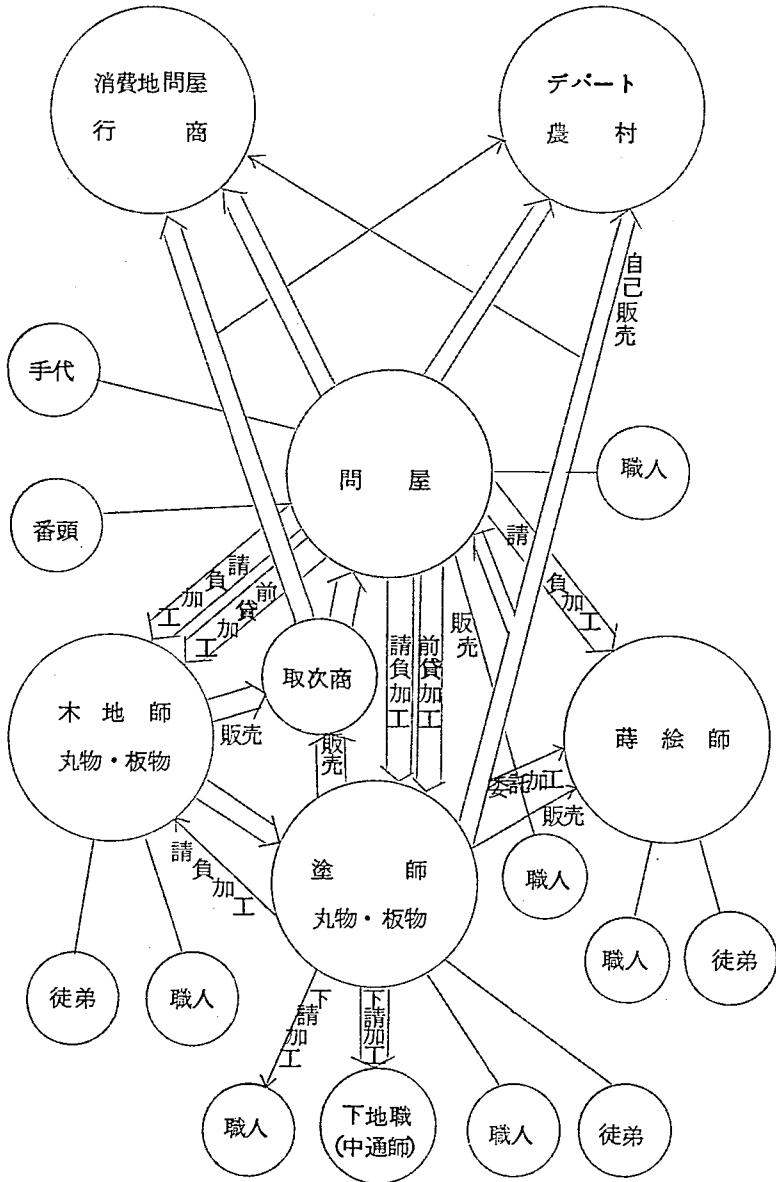 消費地問屋
行商
デパート
農村
自己販売
手代
問屋
職人
番頭
請負加工
前貸加工
請負加工
前貸加工
販売
請負加工
取次商
木地師
丸物・板物
販売
販売
蒔絵師
委託加工
販売
請負加工
塗師
丸物・板物
職人
職人
徒弟
徒弟
職人
下請加工
下請加工
職人
下地職
(中通師)
職人
徒弟